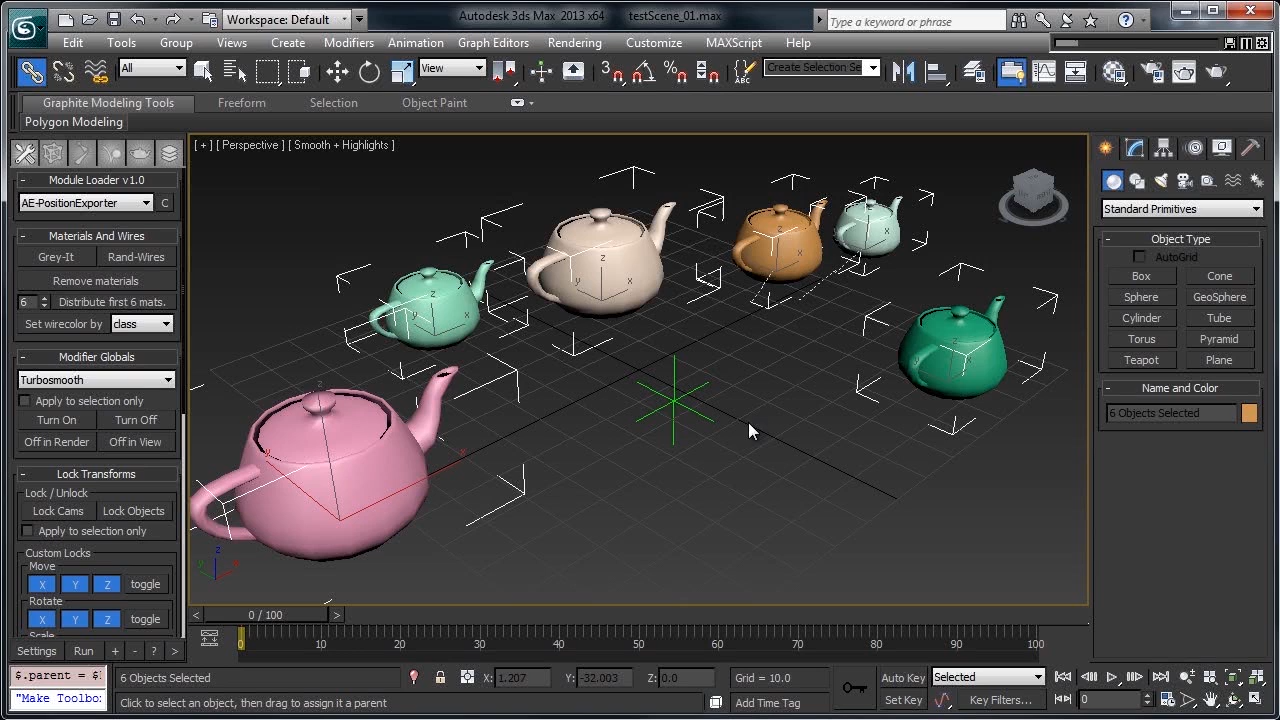 Workspace: Default
Autodesk 3ds Max 2013 x64 testScene_01.max
Type a keyword or phrase
Edit Tools Group Views Create Modifiers Animation Graph Editors Rendering Customize MAXScript Help
All
View
3
%
ABC
Create Selection Se
Graphite Modeling Tools Freeform Selection Object Paint
Polygon Modeling
- Module Loader v1.0
AE-PositionExporter C
- Materials And Wires
Grey-It Rand-Wires
Remove materials
6 Distribute first 6 mats.
Set wirecolor by class
- Modifier Globals
Turbosmooth
Apply to selection only
Turn On Turn Off
Off in Render Off in View
- Lock Transforms
Lock / Unlock
Lock Cams Lock Objects
Apply to selection only
Custom Locks
Move
X Y Z toggle
Rotate
X Y Z toggle
Scale
Settings Run + - ? >
[ + ] [ Perspective ] [ Smooth + Highlights ]
Standard Primitives
- Object Type
AutoGrid
Box Cone
Sphere GeoSphere
Cylinder Tube
Torus Pyramid
Teapot Plane
- Name and Color
6 Objects Selected
< 0 / 100 >
0 10 20 30 40 50 60 70 80 90 100
$.parent = $
"Make Toolbo
6 Objects Selected X: 1.207 Y: -32.003 Z: 0.0 Grid = 10.0
Click to select an object, then drag to assign it a parent
Add Time Tag
Auto Key Selected
Set Key Key Filters...
0